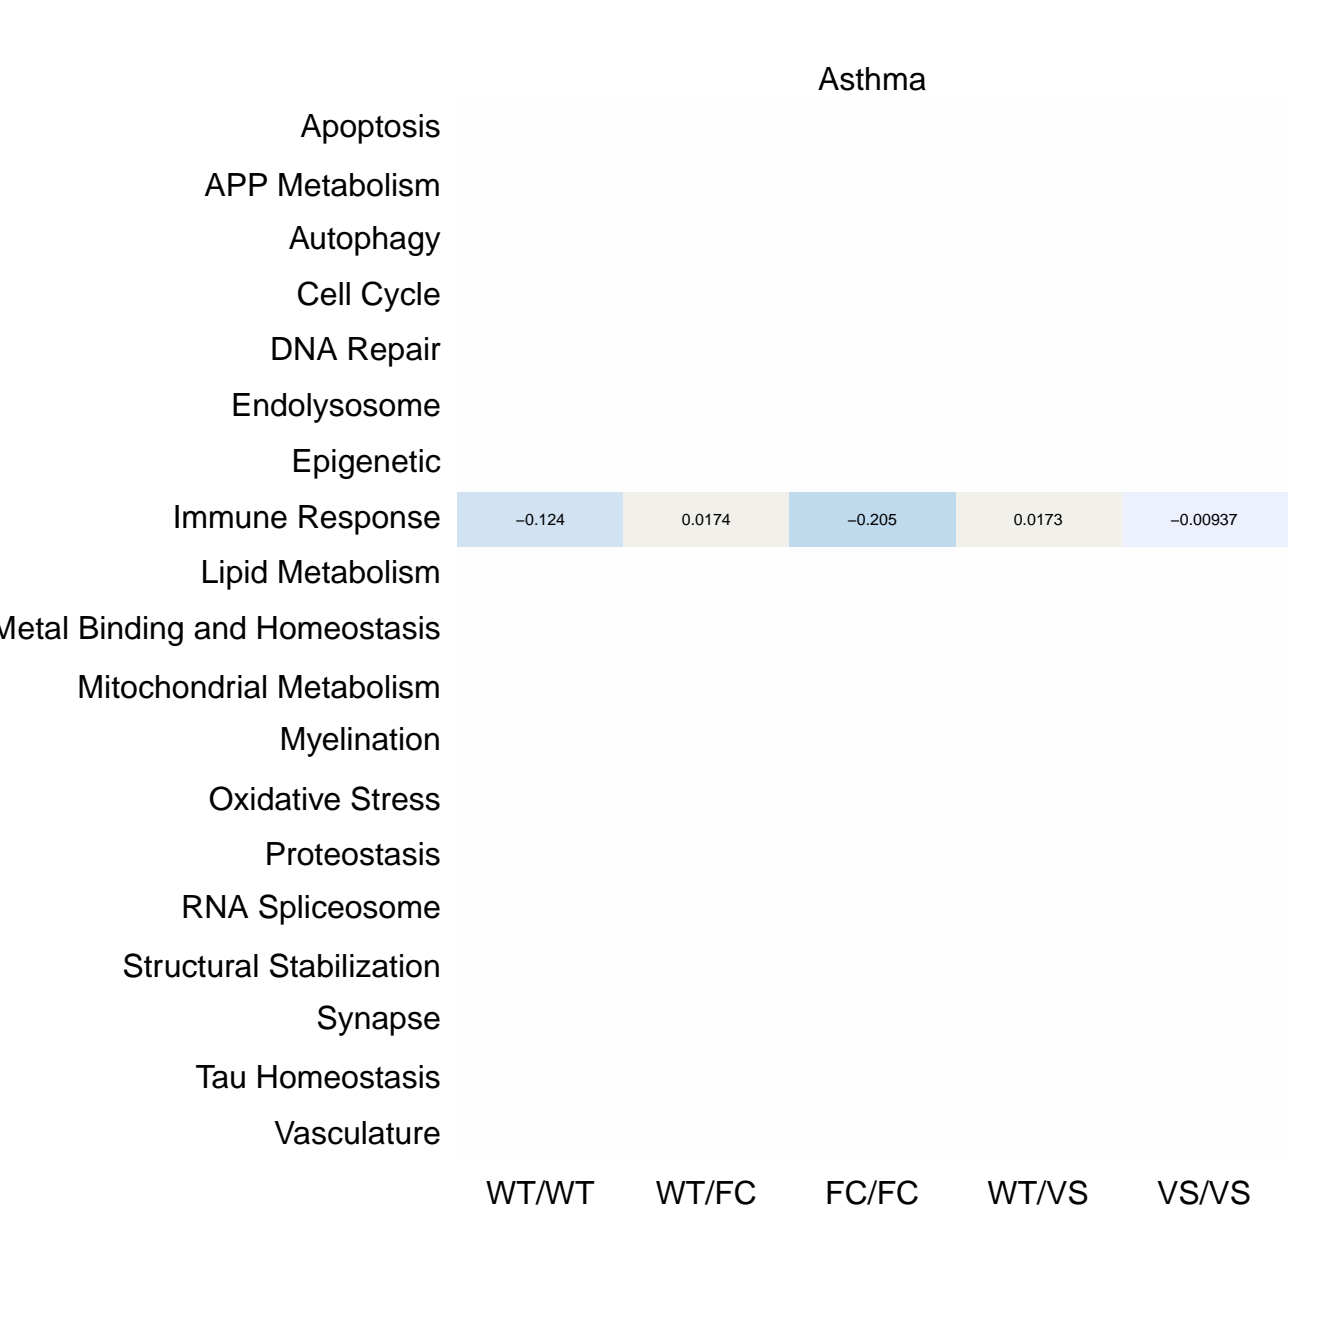 Asthma
Apoptosis
APP Metabolism
Autophagy
Cell Cycle
DNA Repair
Endolysosome
Epigenetic
Immune Response −0.124 0.0174 −0.205 0.0173 −0.00937
Lipid Metabolism
Metal Binding and Homeostasis
Mitochondrial Metabolism
Myelination
Oxidative Stress
Proteostasis
RNA Spliceosome
Structural Stabilization
Synapse
Tau Homeostasis
Vasculature
WT/WT WT/FC FC/FC WT/VS VS/VS